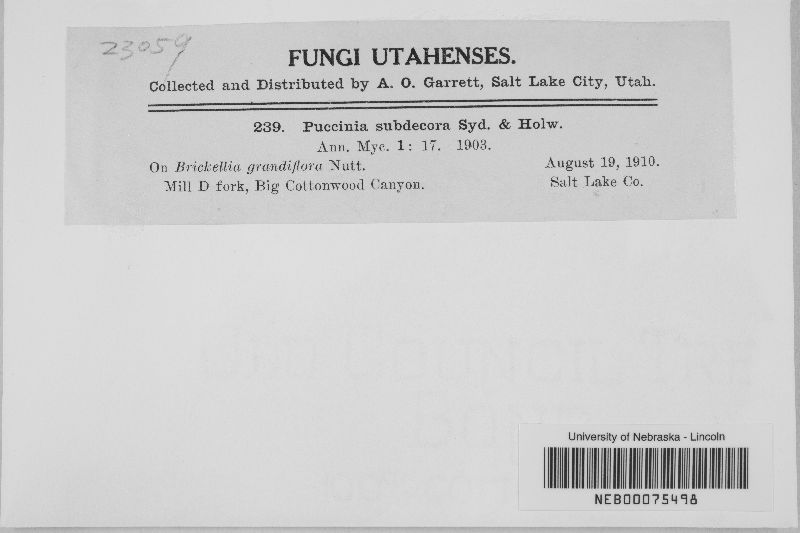 23059
FUNGI UTAHENSES.
Collected and Distributed by A. O. Garrett, Salt Lake City, Utah.
239. Puccinia subdecora Syd. & Holw.
Ann. Myc. 1: 17. 1903.
On Brickellia grandiflora Nutt. August 19, 1910.
Mill D fork, Big Cottonwood Canyon. Salt Lake Co.
University of Nebraska - Lincoln
NEB00075498